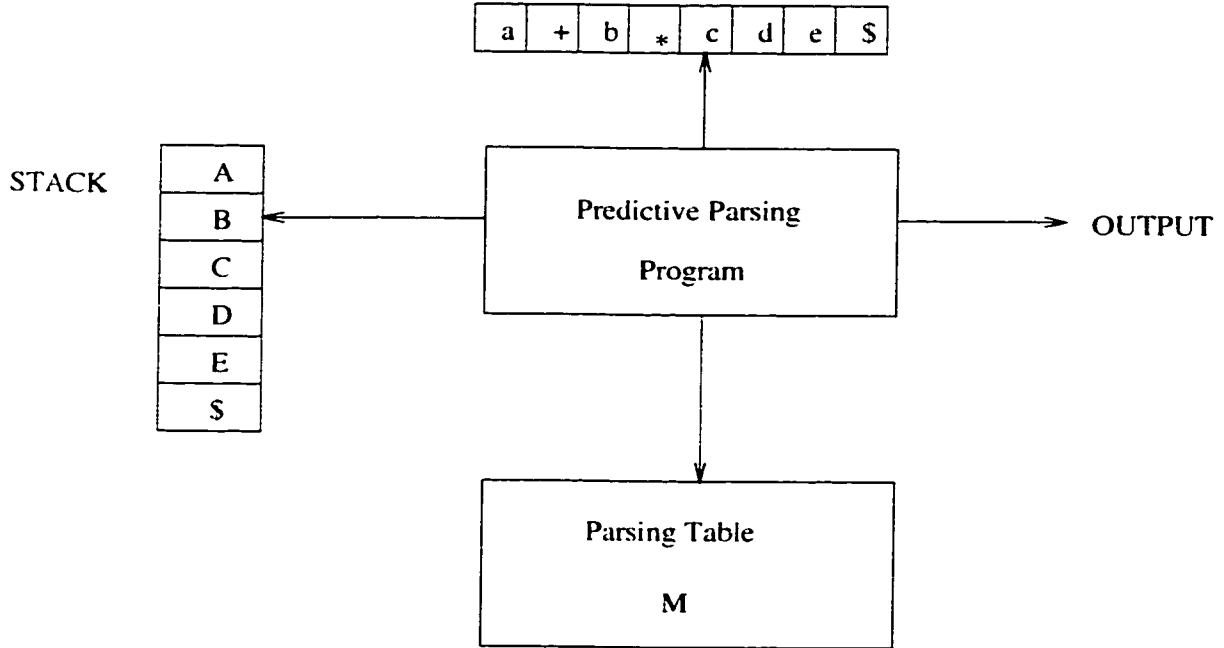 a + b * c d e $
STACK
A
B
C
D
E
$
Predictive Parsing
Program
OUTPUT
Parsing Table
M